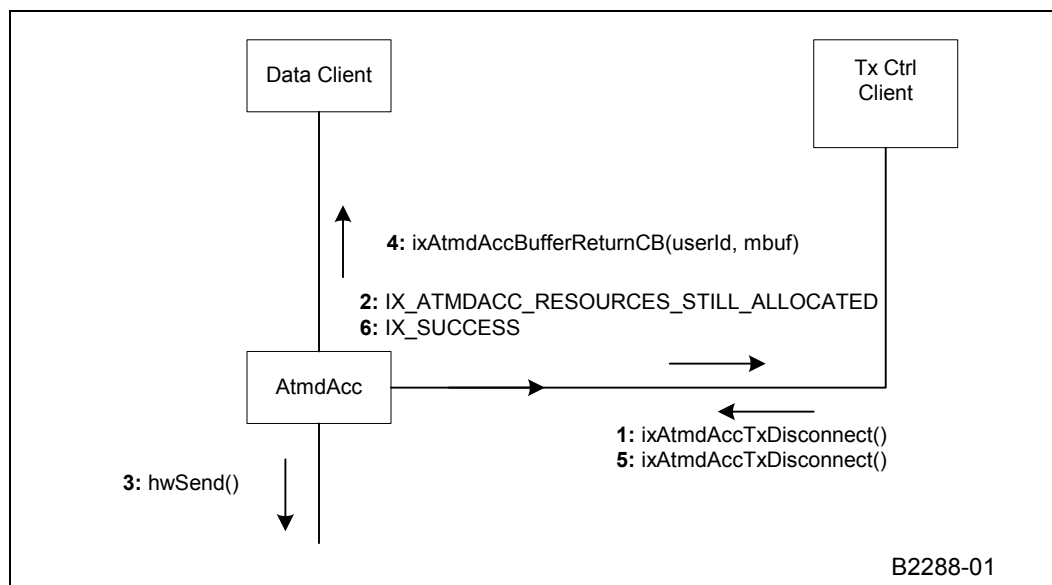 Data Client
Tx Ctrl
Client
4: ixAtmdAccBufferReturnCB(userId, mbuf)
2: IX_ATMDACC_RESOURCES_STILL_ALLOCATED
6: IX_SUCCESS
AtmdAcc
1: ixAtmdAccTxDisconnect()
5: ixAtmdAccTxDisconnect()
3: hwSend()
B2288-01